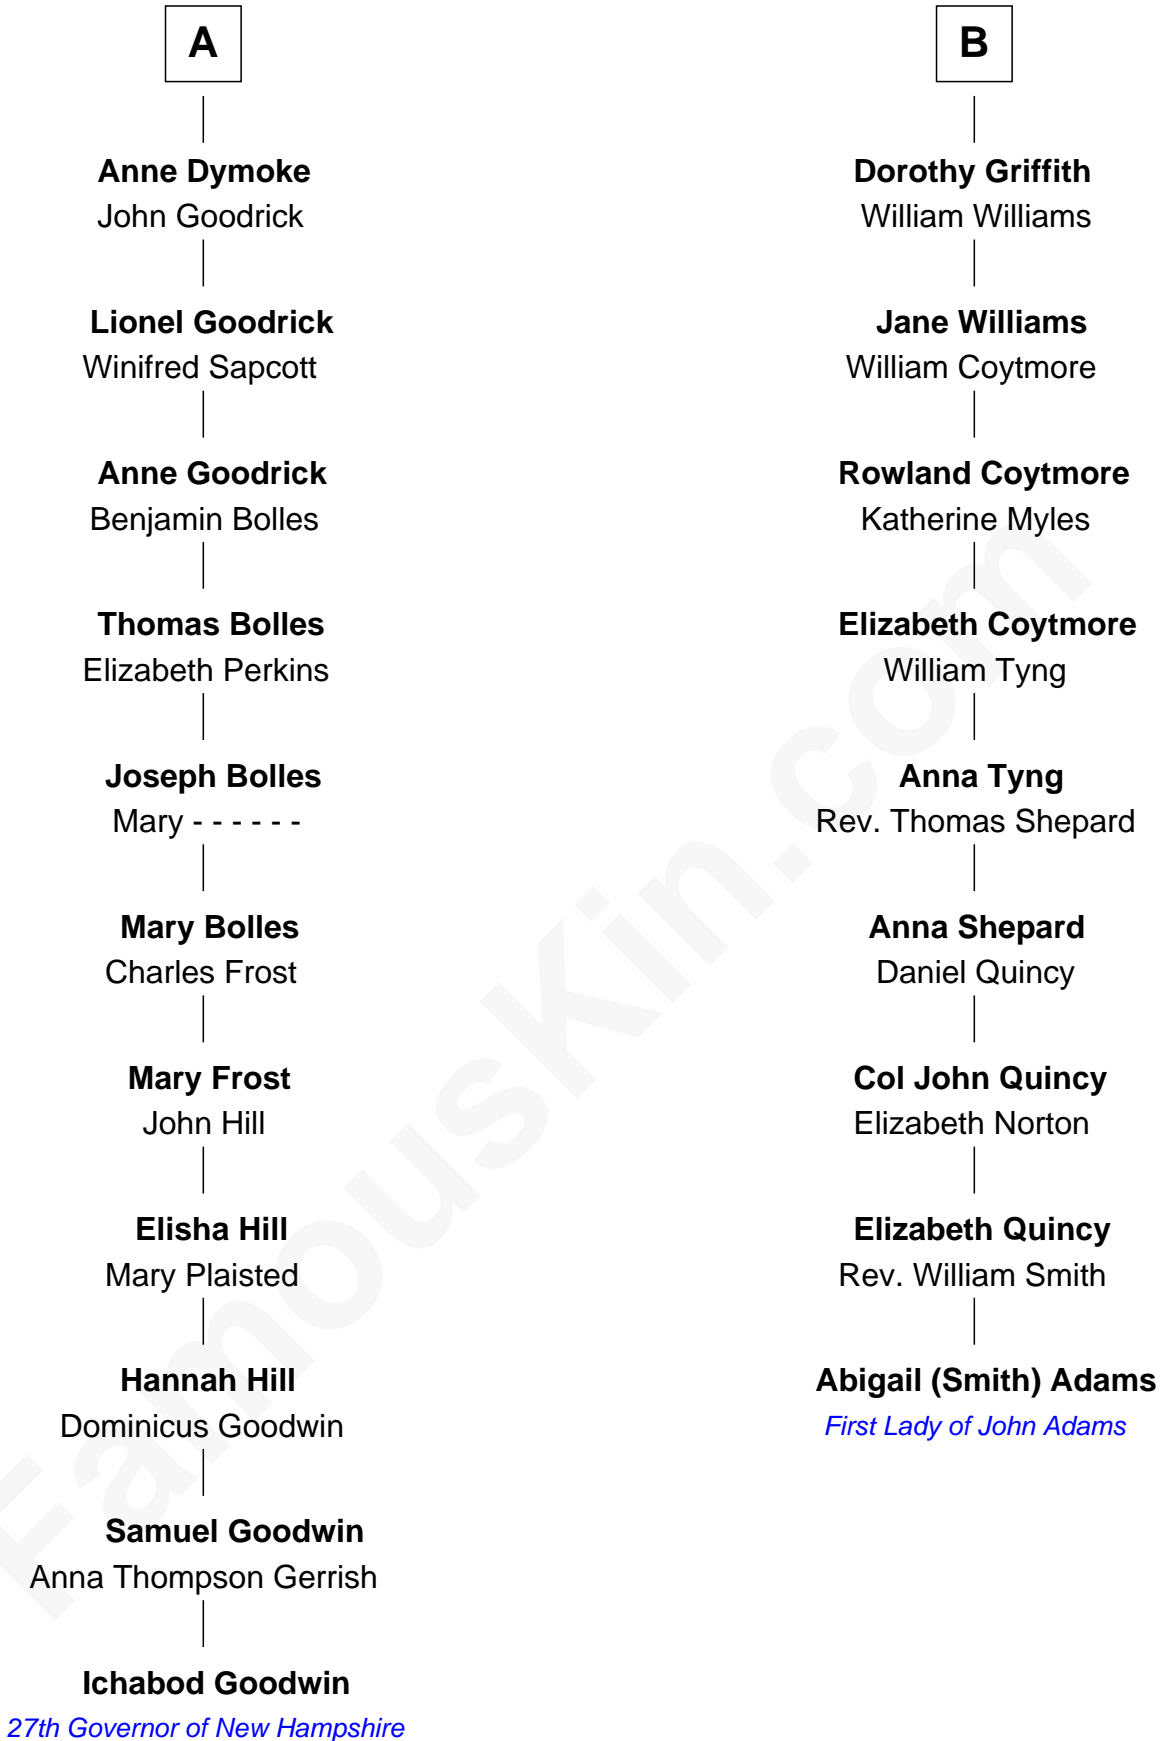 A
Anne Dymoke
John Goodrick
Lionel Goodrick
Winifred Sapcott
Anne Goodrick
Benjamin Bolles
Thomas Bolles
Elizabeth Perkins
Joseph Bolles
Mary - - - - - -
Mary Bolles
Charles Frost
Mary Frost
John Hill
Elisha Hill
Mary Plaisted
Hannah Hill
Dominicus Goodwin
Samuel Goodwin
Anna Thompson Gerrish
Ichabod Goodwin
27th Governor of New Hampshire
B
Dorothy Griffith
William Williams
Jane Williams
William Coytmore
Rowland Coytmore
Katherine Myles
Elizabeth Coytmore
William Tyng
Anna Tyng
Rev. Thomas Shepard
Anna Shepard
Daniel Quincy
Col John Quincy
Elizabeth Norton
Elizabeth Quincy
Rev. William Smith
Abigail (Smith) Adams
First Lady of John Adams
FamousKin.com